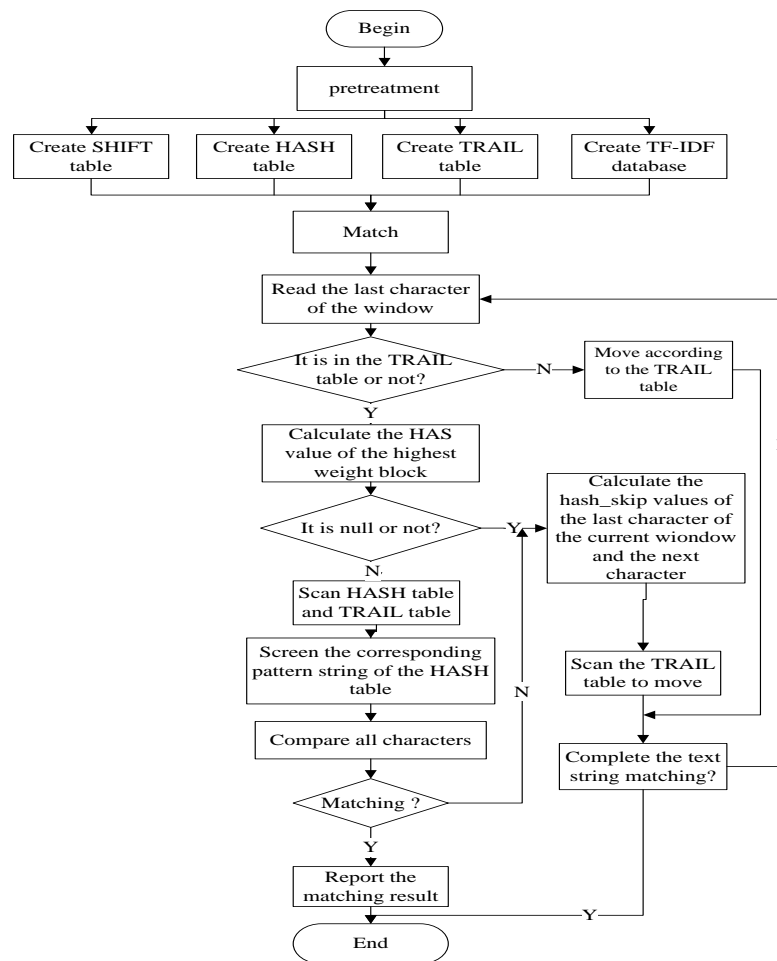 Begin
pretreatment
Create SHIFT
table
Create HASH
table
Create TRAIL
table
Create TF-IDF
database
Match
Read the last character
of the window
It is in the TRAIL
table or not?
N
Move according
to the TRAIL
table
Y
Calculate the HAS
value of the highest
weight block
It is null or not?
Y
Calculate the
hash_skip values of
the last character of
the current wiondow
and the next
character
N
Scan HASH table
and TRAIL table
Screen the corresponding
pattern string of the HASH
table
N
Scan the TRAIL
table to move
Compare all characters
Complete the text
string matching?
Matching ?
Y
Report the
matching result
Y
End